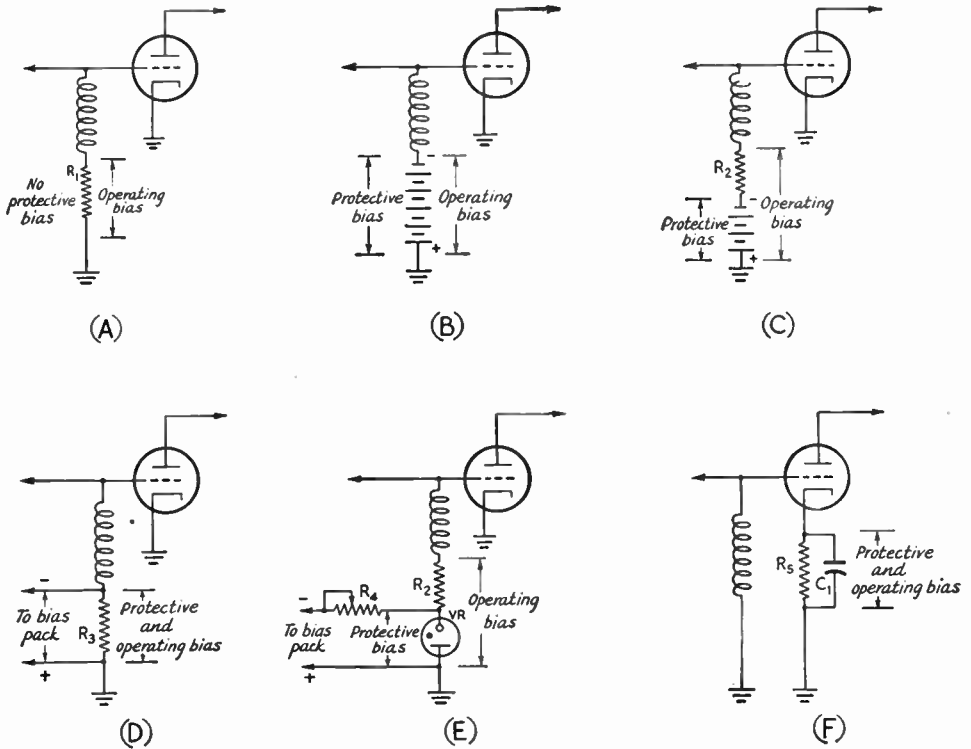 R1
No
protective
bias
Operating
bias
(A)
-
Protective
bias
Operating
bias
+
(B)
R2
-
Protective
bias
Operating
bias
+
(C)
-
To bias
pack
R3
Protective
and
operating bias
+
(D)
-
R4
R2
VR
To bias
pack
Protective
bias
Operating
bias
+
(E)
R5
C1
Protective
and
operating bias
(F)